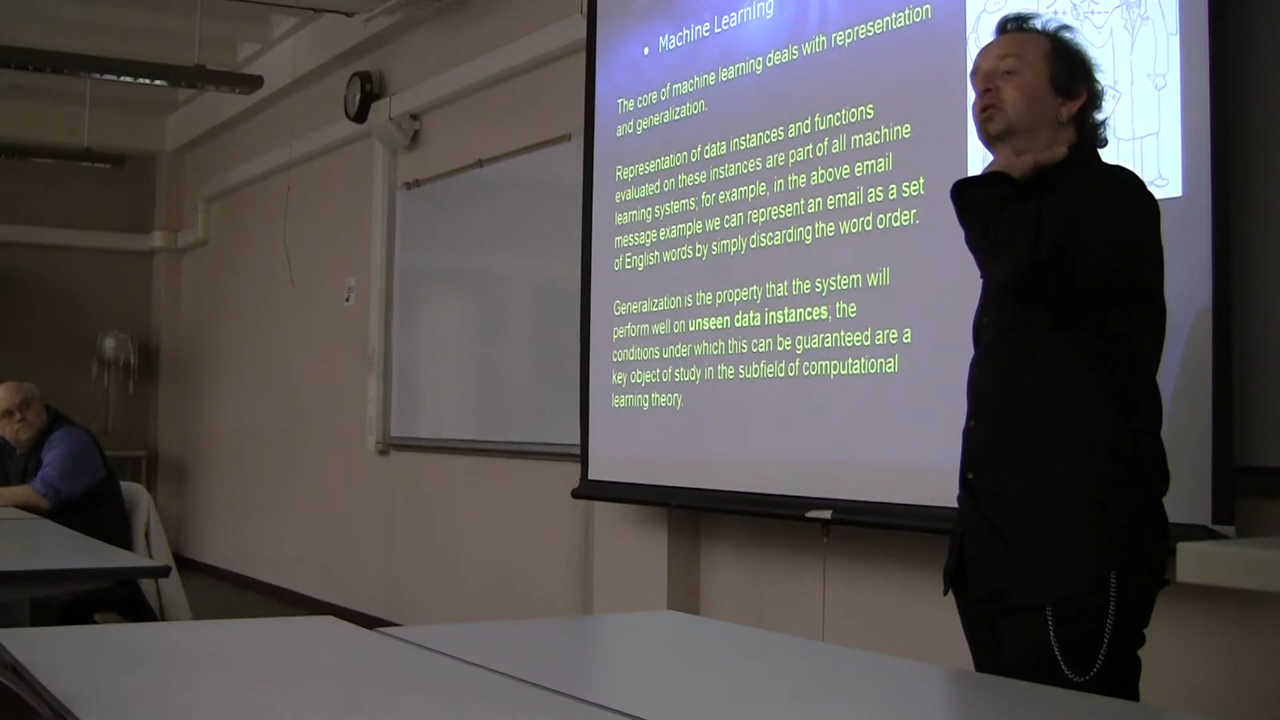 • Machine Learning
The core of machine learning deals with representation
and generalization.
Representation of data instances and functions
evaluated on these instances are part of all machine
learning systems; for example, in the above email
message example we can represent an email as a set
of English words by simply discarding the word order.
Generalization is the property that the system will
perform well on unseen data instances; the
conditions under which this can be guaranteed are a
key object of study in the subfield of computational
learning theory.